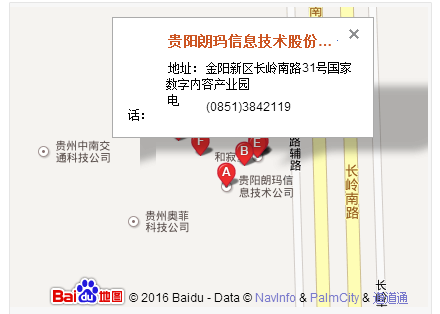 南
贵阳朗玛信息技术股份...
地址：金阳新区长岭南路31号国家
数字内容产业园
电
话：
(0851)3842119
F
B
E
A
和寂
路辅路
贵州中南交
通科技公司
贵阳朗玛信
息技术公司
长岭南路
贵州奥菲
科技公司
长岭
Bai du 地图
© 2016 Baidu - Data © NavInfo & PalmCity & 道道通